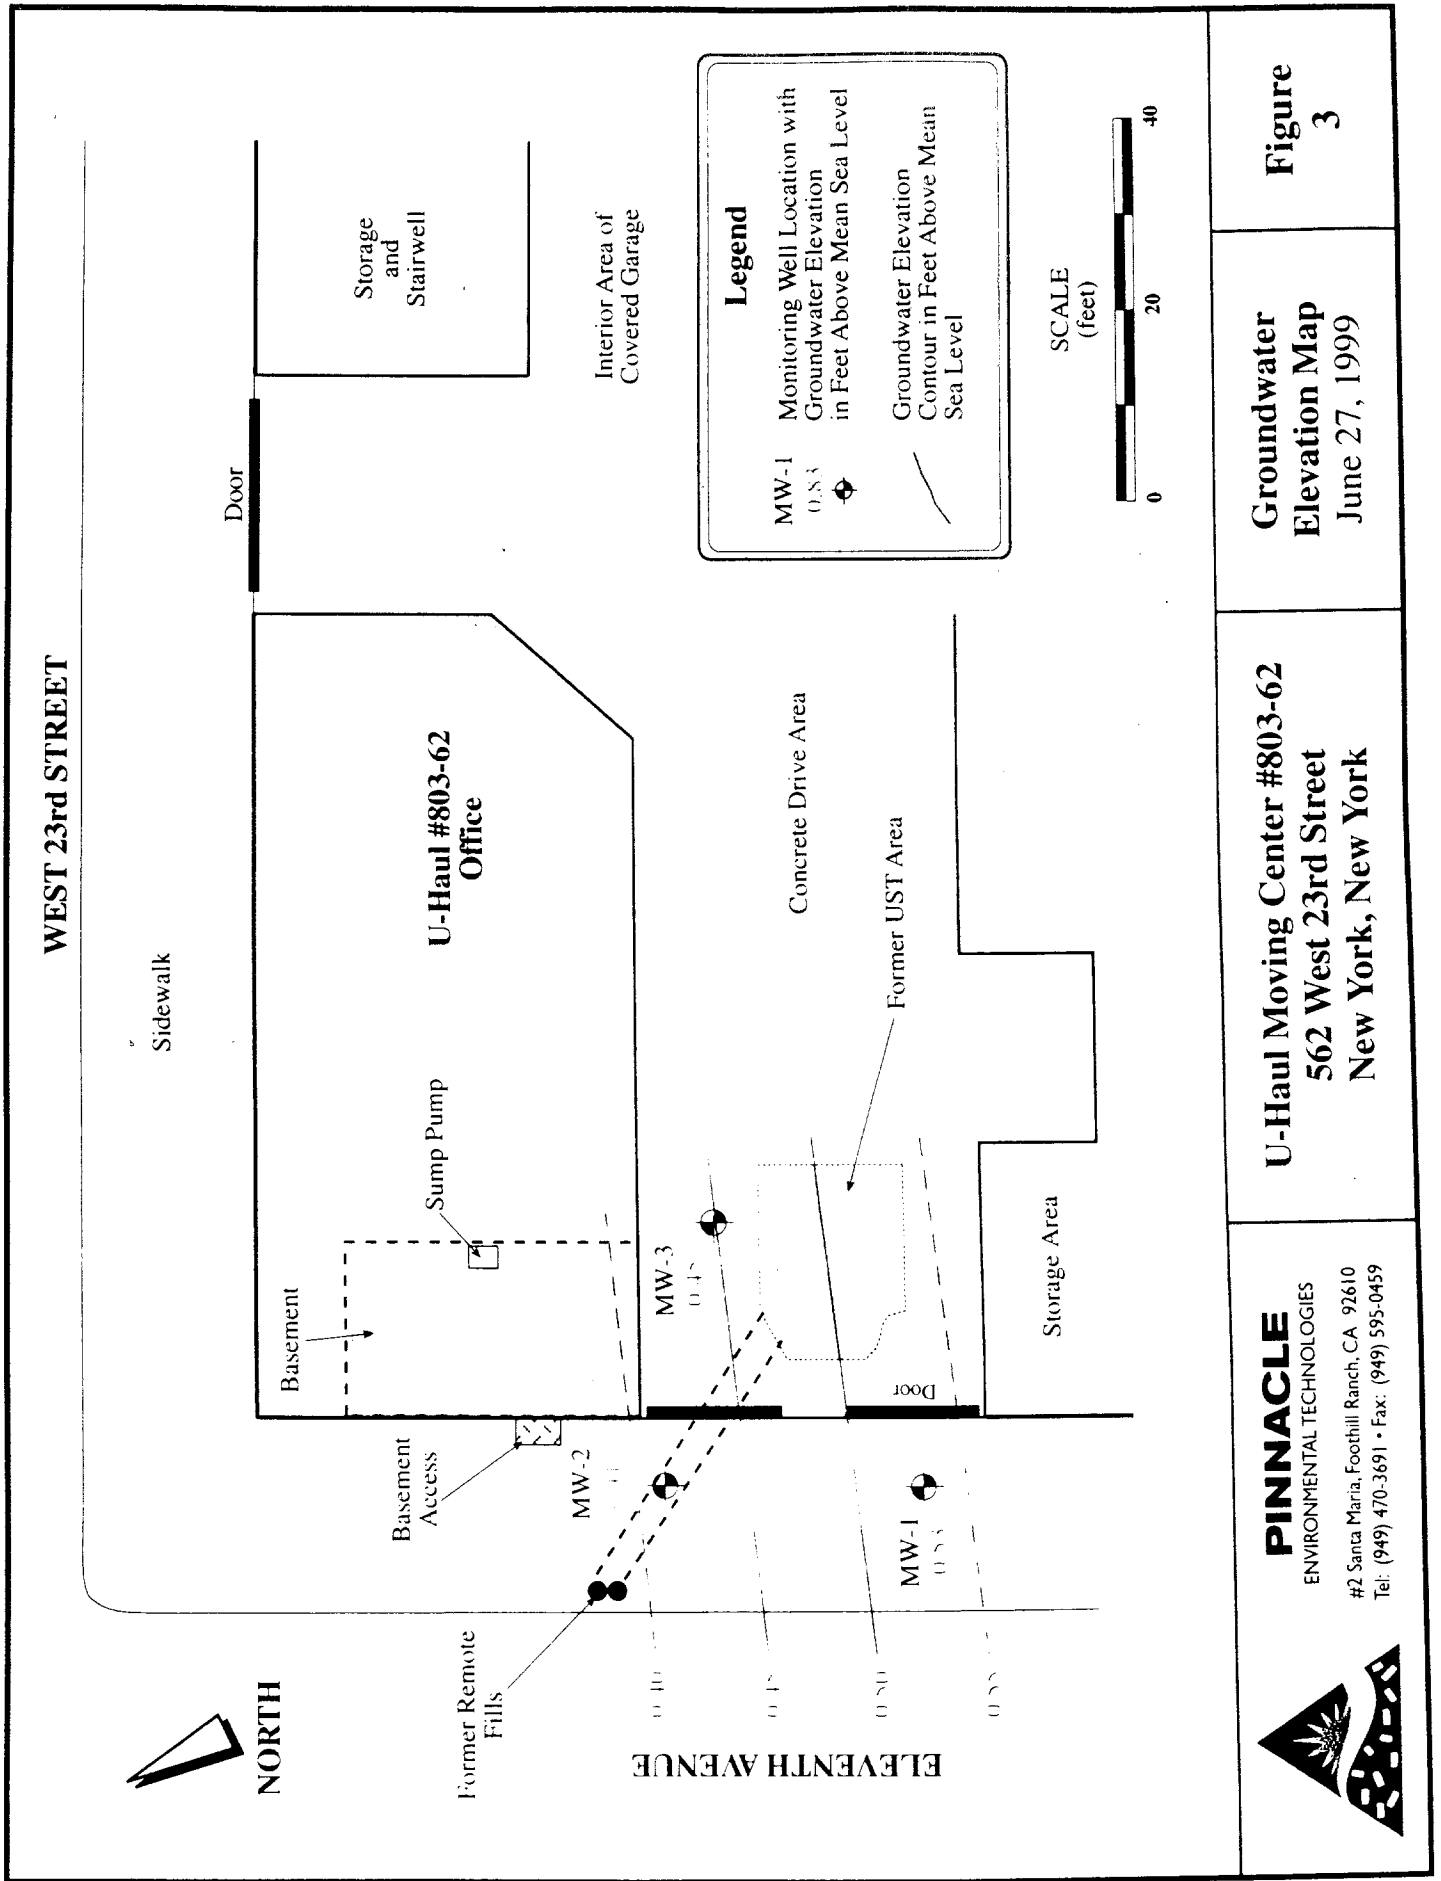 WEST 23rd STREET
Sidewalk
Door
Storage
and
Stairwell
Interior Area of
Covered Garage
U-Haul #803-62
Office
Basement
Sump Pump
Basement
Access
MW-2
MW-3
Former Remote
Fills
NORTH
ELEVENTH AVENUE
MW-1
Door
Concrete Drive Area
Former UST Area
Storage Area
Legend
MW-1
0.83
Monitoring Well Location with
Groundwater Elevation
in Feet Above Mean Sea Level
Groundwater Elevation
Contour in Feet Above Mean
Sea Level
SCALE
(feet)
0 20 40
PINNACLE
ENVIRONMENTAL TECHNOLOGIES
#2 Santa Maria, Foothill Ranch, CA 92610
Tel: (949) 470-3691 • Fax: (949) 595-0459
U-Haul Moving Center #803-62
562 West 23rd Street
New York, New York
Groundwater
Elevation Map
June 27, 1999
Figure
3